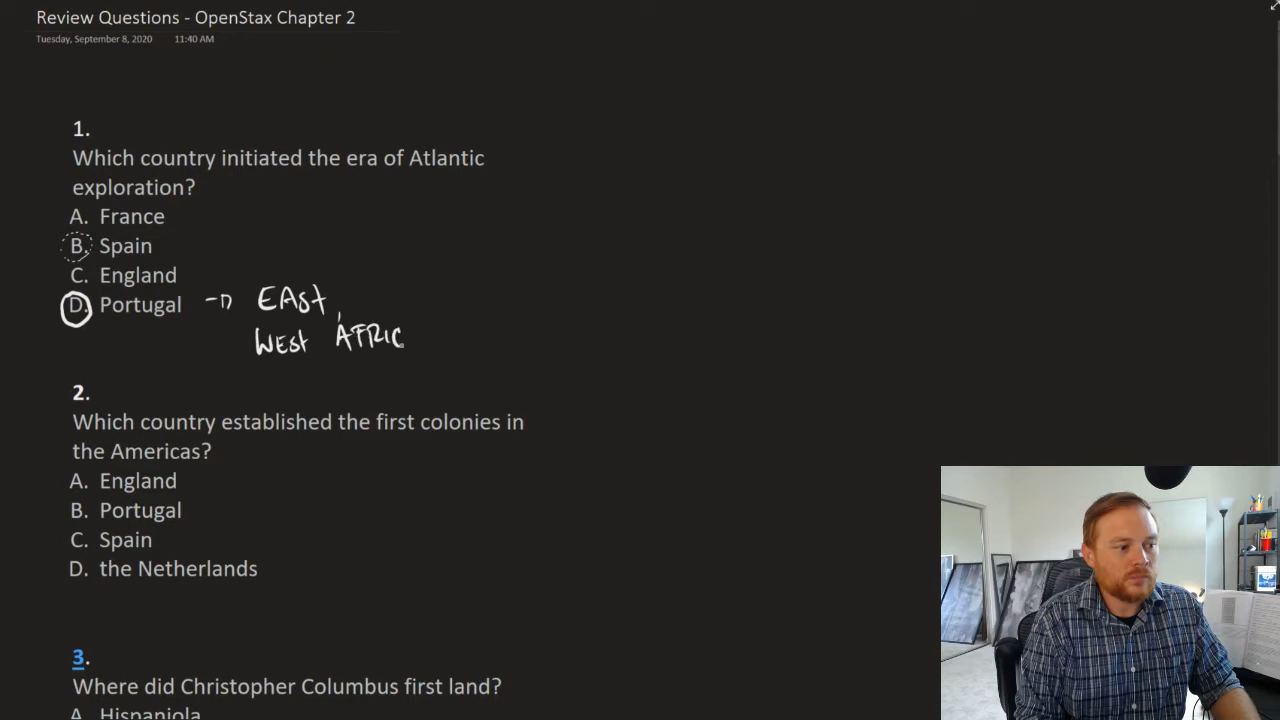 Review Questions - OpenStax Chapter 2
Tuesday, September 8, 2020 11:40 AM
1.
Which country initiated the era of Atlantic
exploration?
A. France
B. Spain
C. England
D. Portugal → EAST,
WEST AFRIC
2.
Which country established the first colonies in
the Americas?
A. England
B. Portugal
C. Spain
D. the Netherlands
3.
Where did Christopher Columbus first land?
A. Hispaniola